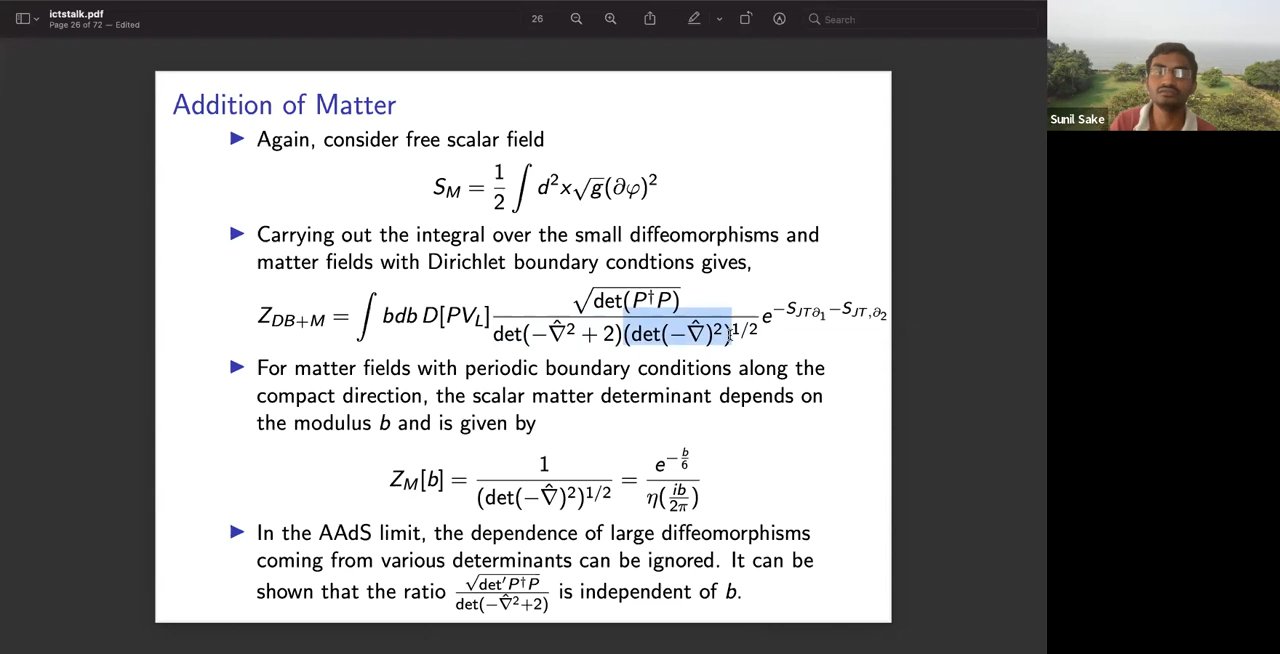 ictstalk.pdf
Page 26 of 72 — Edited
26
Search
Sunil Sake
Addition of Matter
▶ Again, consider free scalar field
S_M = 1/2 ∫ d²x√g(∂φ)²
▶ Carrying out the integral over the small diffeomorphisms and
matter fields with Dirichlet boundary condtions gives,
Z_{DB+M} = ∫ bdb D[PV_L] √det(P†P) / det(−∇̂² + 2)(det(−∇̂)²)^{1/2} e^{−S_{JT∂₁}−S_{JT,∂₂}}
▶ For matter fields with periodic boundary conditions along the
compact direction, the scalar matter determinant depends on
the modulus b and is given by
Z_M[b] = 1 / (det(−∇̂)²)^{1/2} = e^{−b/6} / η(ib/2π)
▶ In the AAdS limit, the dependence of large diffeomorphisms
coming from various determinants can be ignored. It can be
shown that the ratio √det′P†P / det(−∇̂²+2) is independent of b.